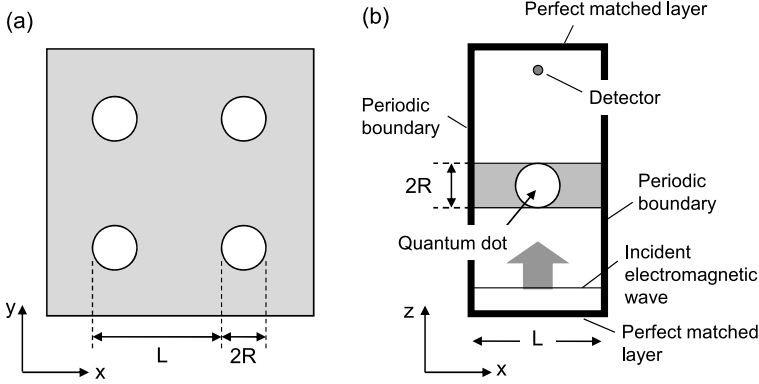 (a)
y
x
L
2R
(b)
Perfect matched layer
Detector
Periodic
boundary
2R
Quantum dot
Periodic
boundary
Incident
electromagnetic
wave
z
L
x
Perfect matched
layer